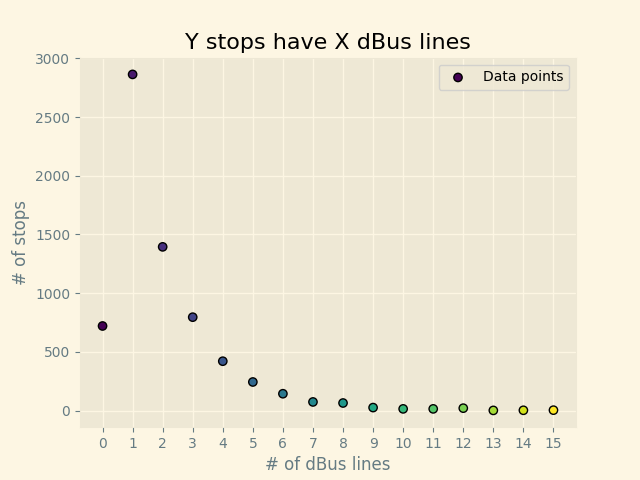 Y stops have X dBus lines
Data points
3000
2500
2000
1500
1000
500
0
# of stops
0 1 2 3 4 5 6 7 8 9 10 11 12 13 14 15
# of dBus lines